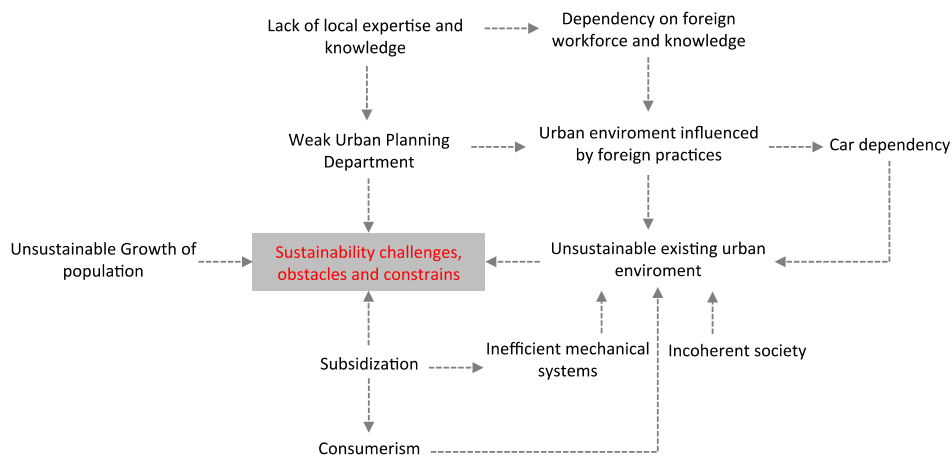 Lack of local expertise and
knowledge
Dependency on foreign
workforce and knowledge
Weak Urban Planning
Department
Urban enviroment influenced
by foreign practices
Car dependency
Unsustainable Growth of
population
Sustainability challenges,
obstacles and constrains
Unsustainable existing urban
enviroment
Subsidization
Inefficient mechanical
systems
Incoherent society
Consumerism